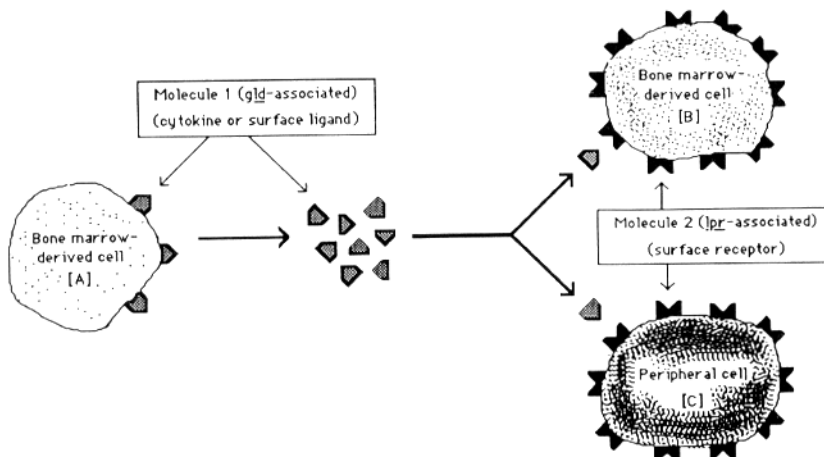 Molecule 1 (gld-associated)
(cytokine or surface ligand)
Bone marrow-
derived cell
[A]
Bone marrow-
derived cell
[B]
Molecule 2 (lpr-associated)
(surface receptor)
Peripheral cell
[C]